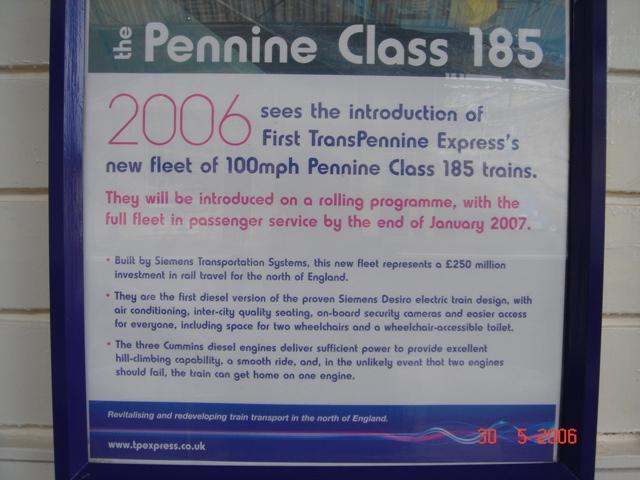 the Pennine Class 185
2006 sees the introduction of
First TransPennine Express's
new fleet of 100mph Pennine Class 185 trains.
They will be introduced on a rolling programme, with the
full fleet in passenger service by the end of January 2007.
• Built by Siemens Transportation Systems, this new fleet represents a £250 million
investment in rail travel for the north of England.
• They are the first diesel version of the proven Siemens Desiro electric train design, with
air conditioning, inter-city quality seating, on-board security cameras and easier access
for everyone, including space for two wheelchairs and a wheelchair-accessible toilet.
• The three Cummins diesel engines deliver sufficient power to provide excellent
hill-climbing capability, a smooth ride, and, in the unlikely event that two engines
should fail, the train can get home on one engine.
Revitalising and redeveloping train transport in the north of England.
www.tpexpress.co.uk
30 5-2006